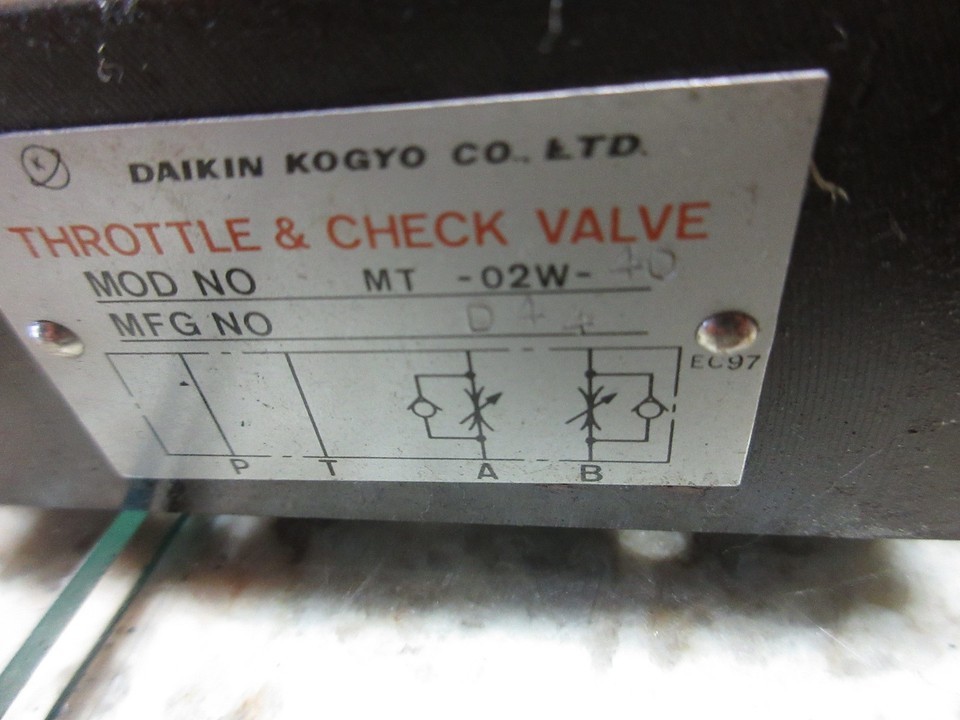 DAIKIN KOGYO CO., LTD.
THROTTLE & CHECK VALVE
MOD NO MT -02W-
MFG NO D
EC97
P T A B